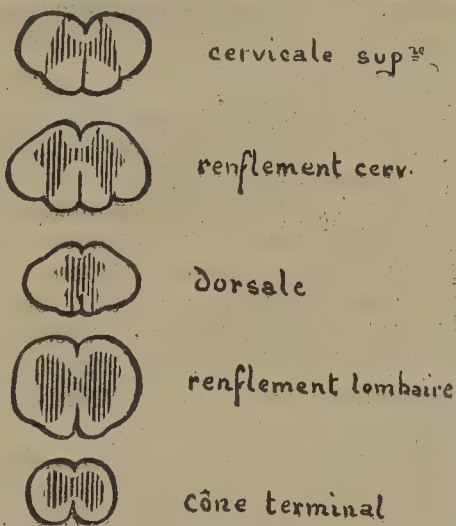 cervicale supre.
renflement cerv.
dorsale
renflement lombaire
cône terminal